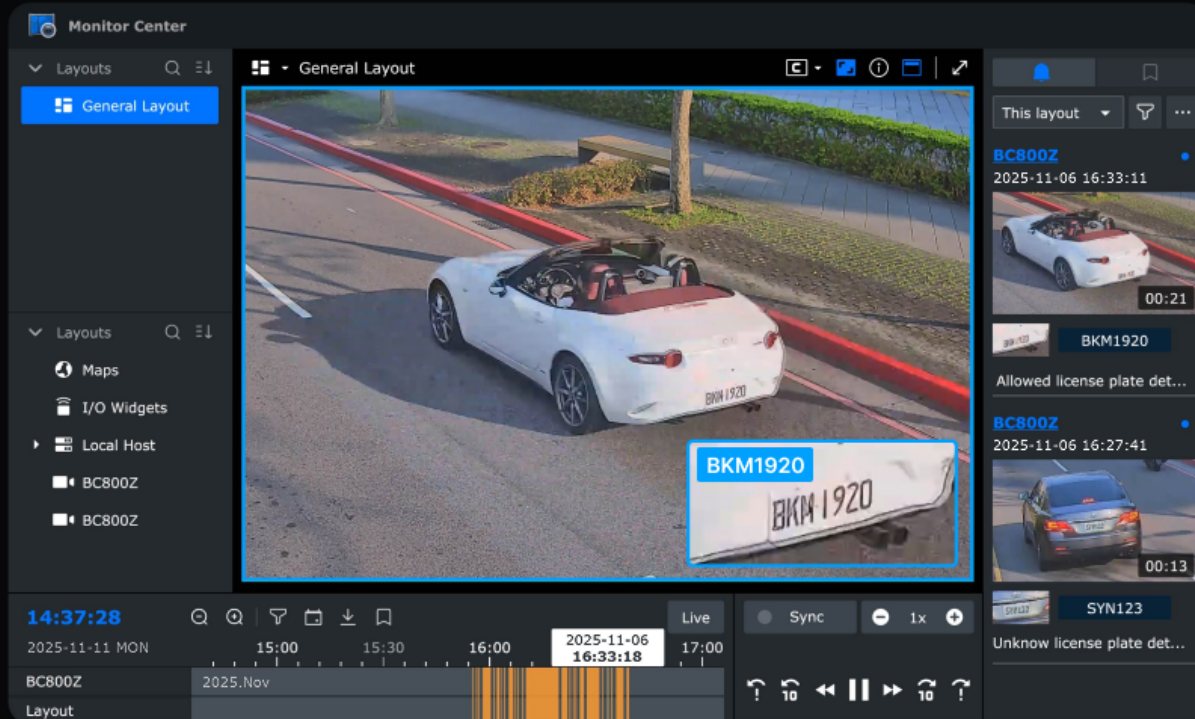 Monitor Center
Layouts
General Layout
General Layout
C
This layout
BC800Z
2025-11-06 16:33:11
00:21
BKM1920
Allowed license plate det...
BC800Z
2025-11-06 16:27:41
00:13
SYN123
SYN123
Unknow license plate det...
BKM 1920
BKM1920
BKM 1920
Layouts
Maps
I/O Widgets
Local Host
BC800Z
BC800Z
14:37:28
2025-11-11 MON
Live
15:00
15:30
16:00
2025-11-06
16:33:18
17:00
BC800Z
2025.Nov
Layout
Sync
1x
10
10